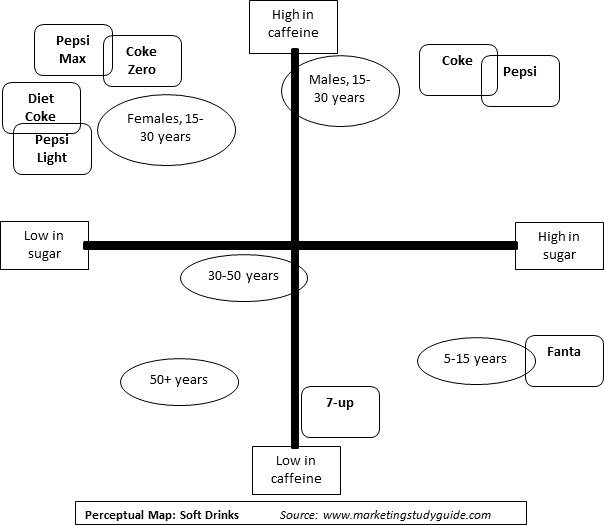 High in
caffeine
Pepsi
Max
Coke
Zero
Coke
Pepsi
Males, 15-
30 years
Diet
Coke
Females, 15-
30 years
Pepsi
Light
Low in
sugar
High in
sugar
30-50 years
5-15 years
Fanta
50+ years
7-up
Low in
caffeine
Perceptual Map: Soft Drinks Source: www.marketingstudyguide.com